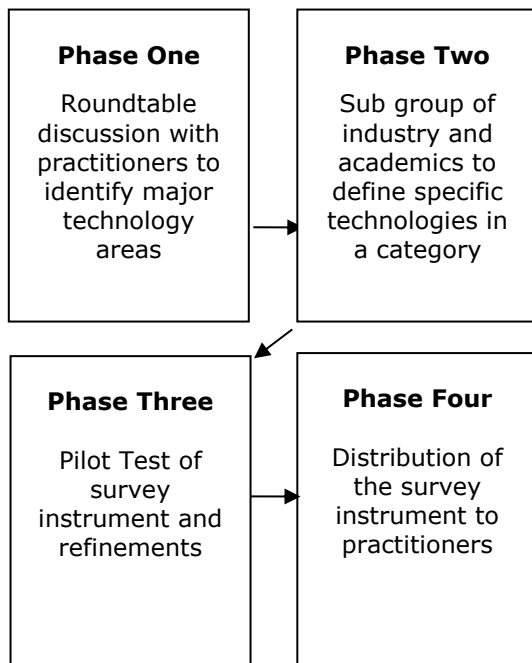 Phase One
Roundtable
discussion with
practitioners to
identify major
technology
areas
Phase Two
Sub group of
industry and
academics to
define specific
technologies in
a category
Phase Three
Pilot Test of
survey
instrument and
refinements
Phase Four
Distribution of
the survey
instrument to
practitioners